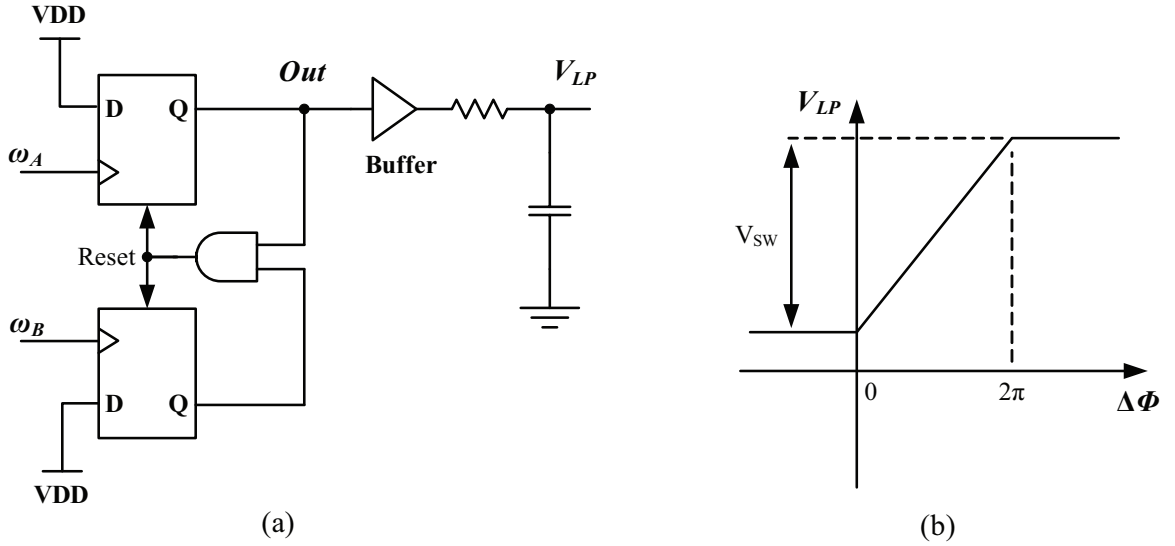 VDD
D
Q
ω_A
Out
Buffer
V_LP
Reset
ω_B
D
Q
VDD
(a)
V_LP
V_SW
0
2π
ΔΦ
(b)